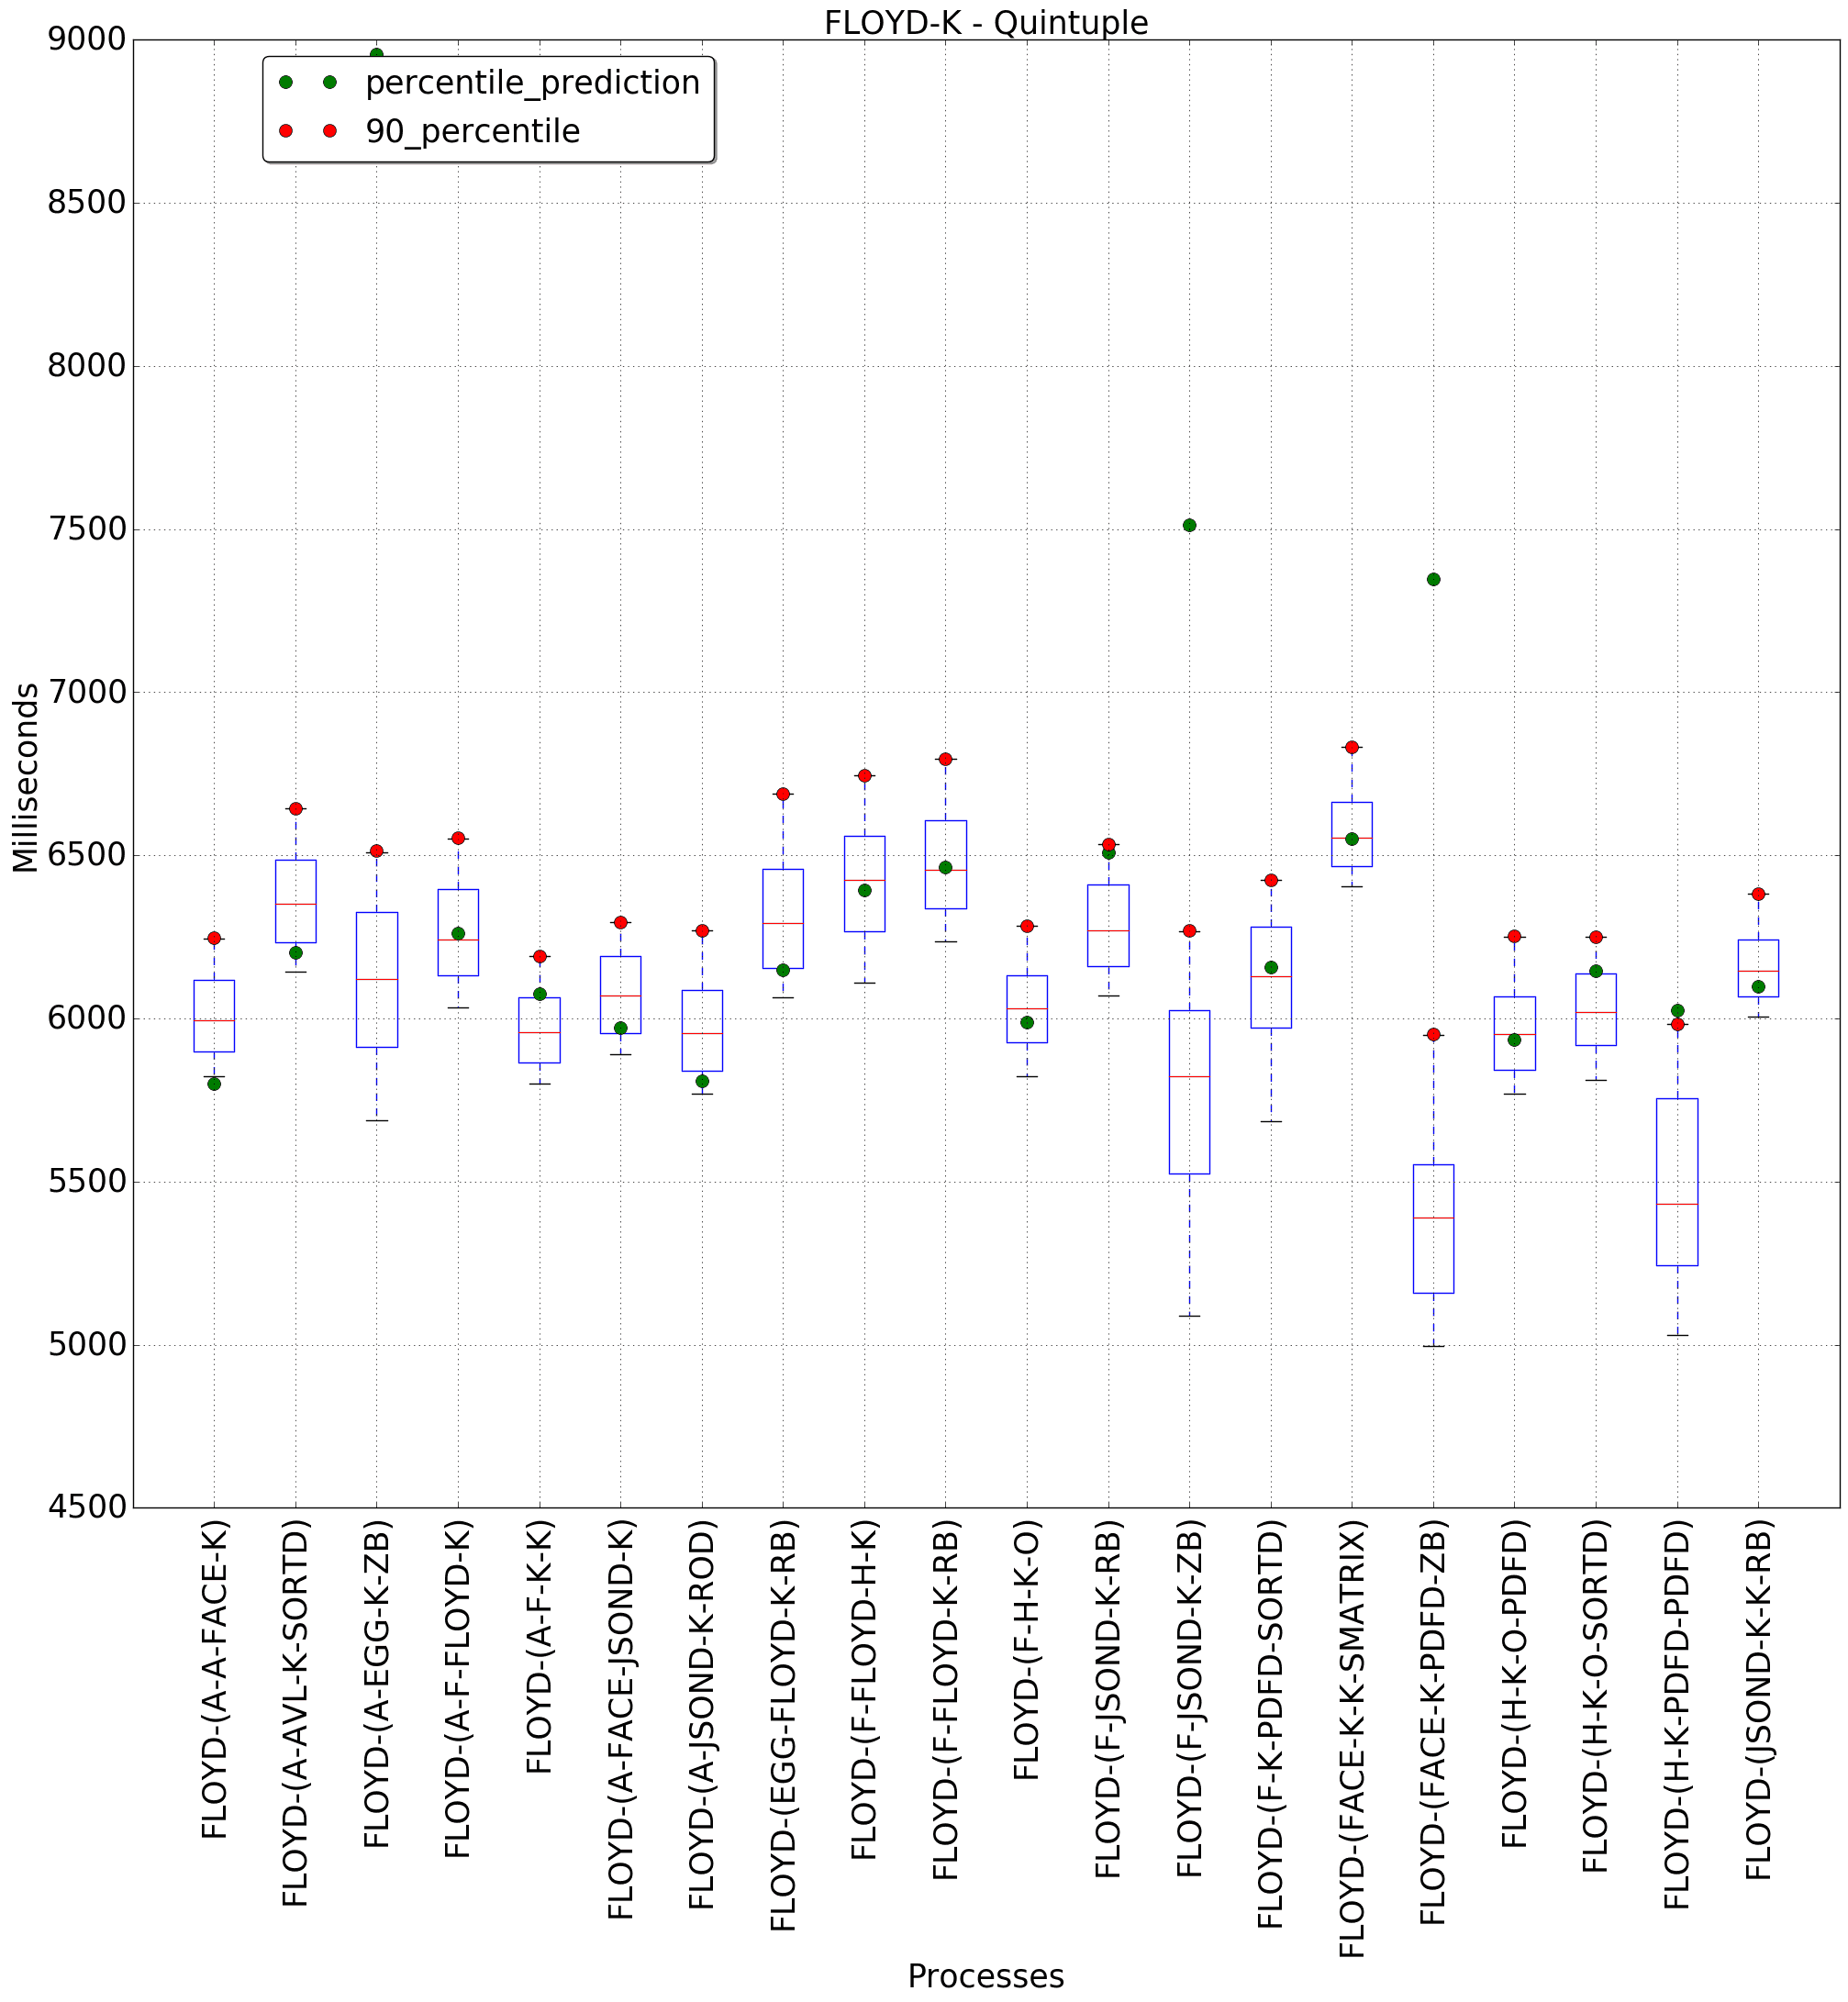 FLOYD-K - Quintuple
percentile_prediction
90_percentile
9000
8500
8000
7500
7000
6500
6000
5500
5000
4500
Milliseconds
FLOYD-(A-A-FACE-K)
FLOYD-(A-AVL-K-SORTD)
FLOYD-(A-EGG-K-ZB)
FLOYD-(A-F-FLOYD-K)
FLOYD-(A-F-K-K)
FLOYD-(A-FACE-JSOND-K)
FLOYD-(A-JSOND-K-ROD)
FLOYD-(EGG-FLOYD-K-RB)
FLOYD-(F-FLOYD-H-K)
FLOYD-(F-FLOYD-K-RB)
FLOYD-(F-H-K-O)
FLOYD-(F-JSOND-K-RB)
FLOYD-(F-JSOND-K-ZB)
FLOYD-(F-K-PDFD-SORTD)
FLOYD-(FACE-K-K-SMATRIX)
FLOYD-(FACE-K-PDFD-ZB)
FLOYD-(H-K-O-PDFD)
FLOYD-(H-K-O-SORTD)
FLOYD-(H-K-PDFD-PDFD)
FLOYD-(JSOND-K-K-RB)
Processes